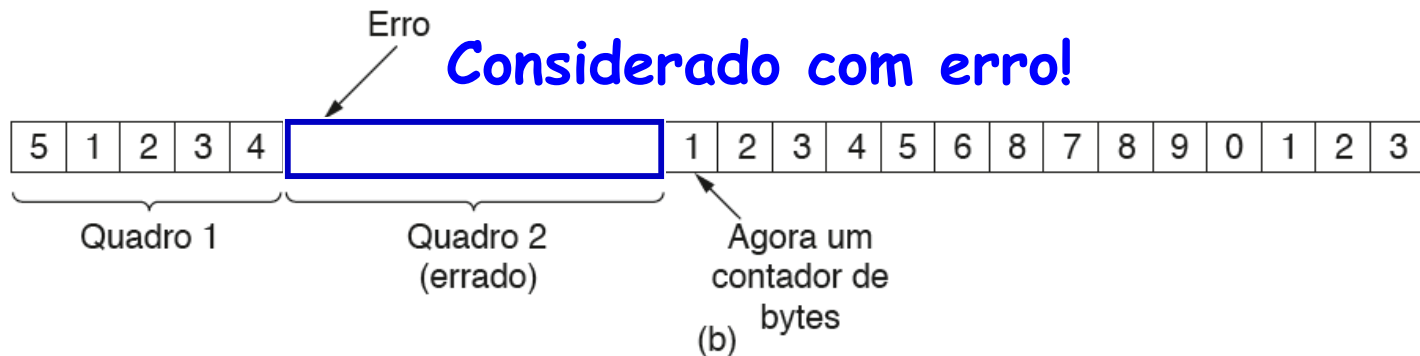 Erro
Considerado com erro!
5 1 2 3 4 1 2 3 4 5 6 8 7 8 9 0 1 2 3
Quadro 1
Quadro 2
(errado)
Agora um
contador de
bytes
(b)